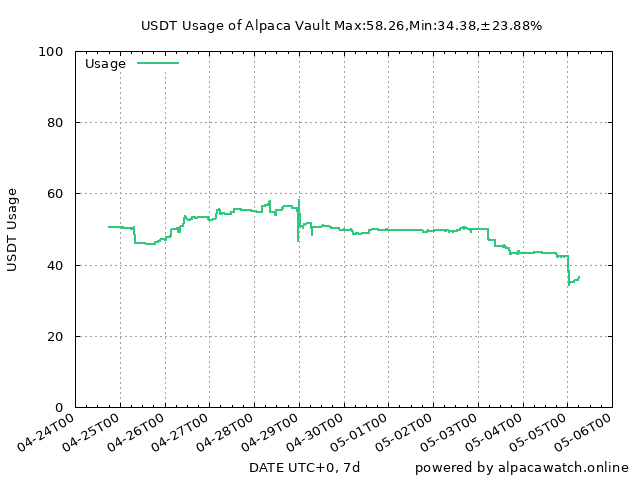 USDT Usage of Alpaca Vault Max:58.26,Min:34.38,±23.88%
Usage
USDT Usage
100
80
60
40
20
0
04-24T00
04-25T00
04-26T00
04-27T00
04-28T00
04-29T00
04-30T00
05-01T00
05-02T00
05-03T00
05-04T00
05-05T00
05-06T00
DATE UTC+0, 7d
powered by alpacawatch.online